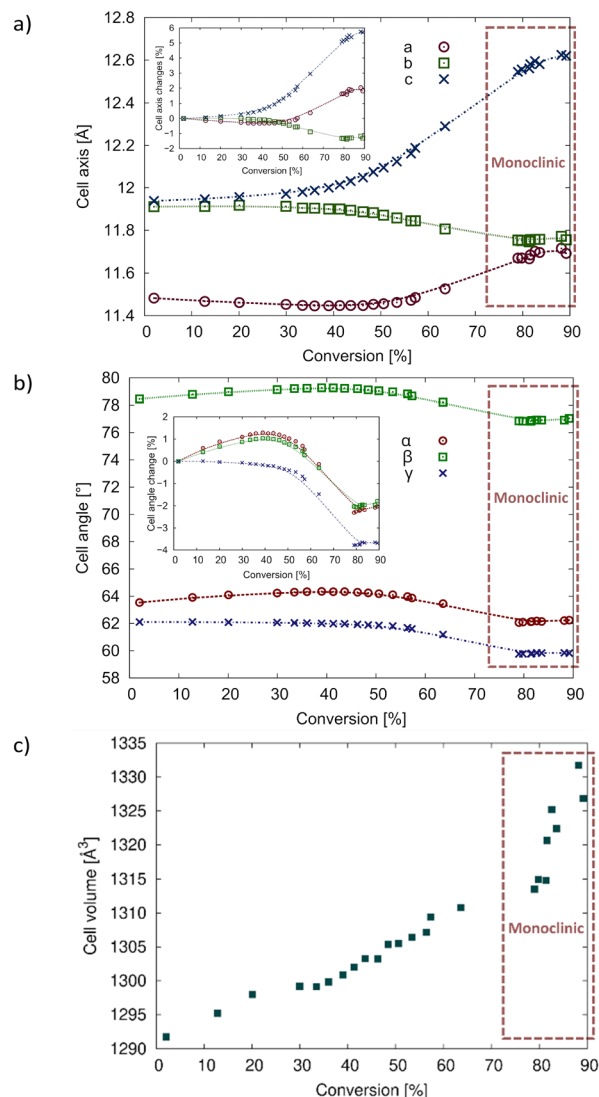 a)
12.8
12.6
12.4
12.2
12
11.8
11.6
11.4
Cell axis [Å]
0 10 20 30 40 50 60 70 80 90
Conversion [%]
6
5
4
3
2
1
0
−1
−2
Cell axis changes [%]
0 10 20 30 40 50 60 70 80 90
Conversion [%]
a
b
c
Monoclinic
b)
80
78
76
74
72
70
68
66
64
62
60
58
Cell angle [°]
0 10 20 30 40 50 60 70 80 90
Conversion [%]
2
1
0
−1
−2
−3
−4
Cell angle change [%]
0 10 20 30 40 50 60 70 80 90
Conversion [%]
α
β
γ
Monoclinic
c)
1335
1330
1325
1320
1315
1310
1305
1300
1295
1290
Cell volume [Å³]
0 10 20 30 40 50 60 70 80 90
Conversion [%]
Monoclinic